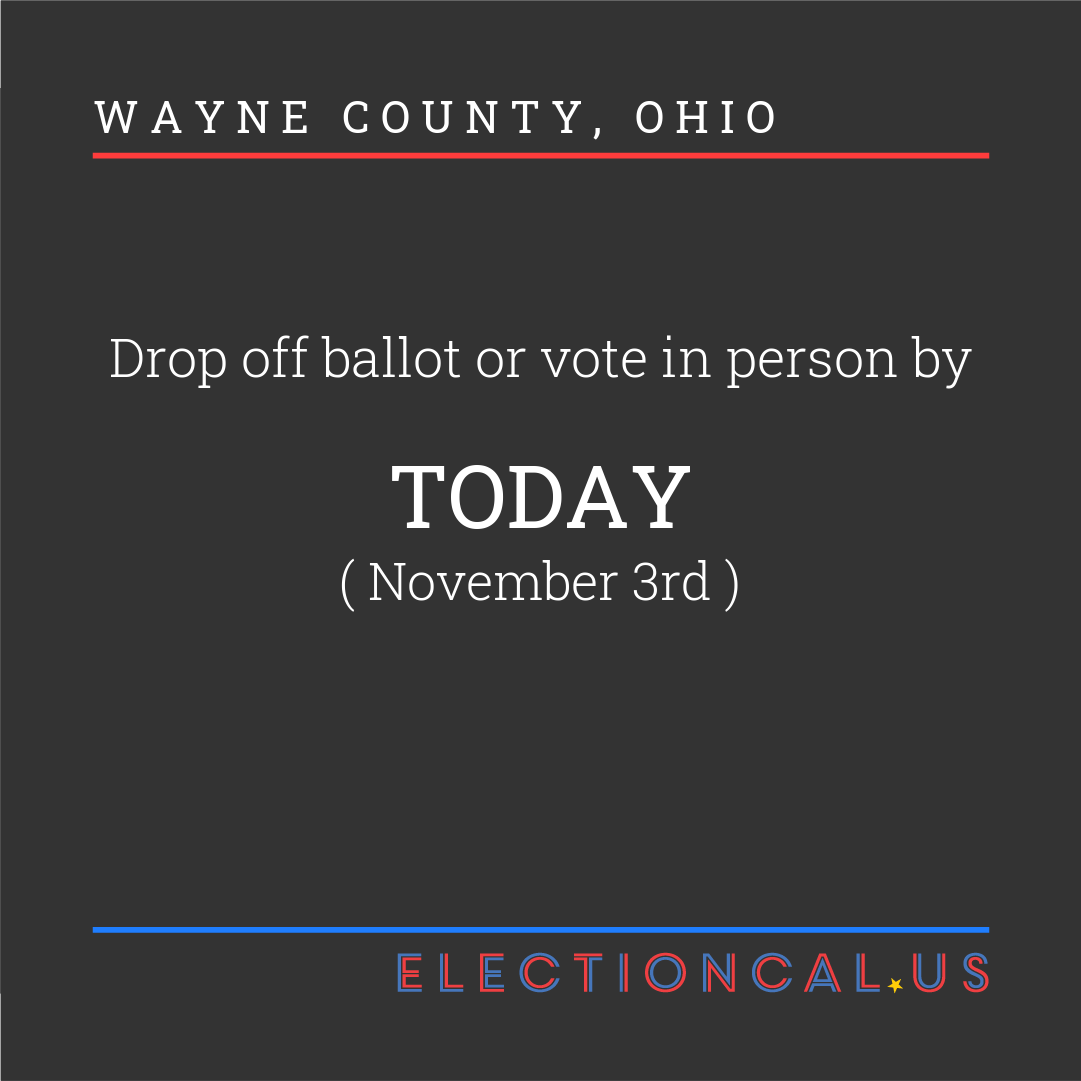 WAYNE COUNTY, OHIO
Drop off ballot or vote in person by
TODAY
( November 3rd )
ELECTIONCAL.US